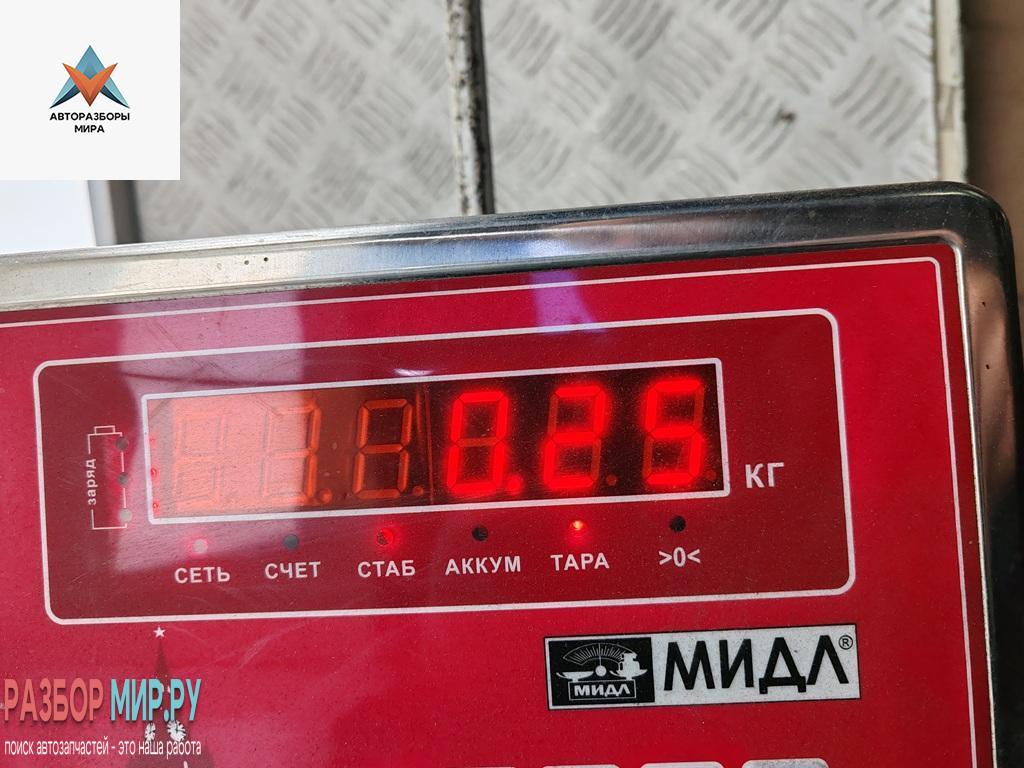 АВТОРАЗБОРЫ
МИРА
0.25
КГ
заряд
СЕТЬ СЧЕТ СТАБ АККУМ ТАРА >0<
МИДЛ МИДЛ®
РАЗБОР МИР.РУ
поиск автозапчастей - это наша работа